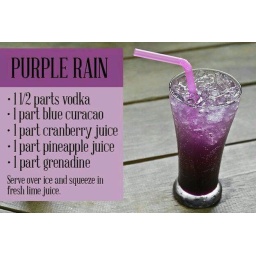 PURPLE RAIN
• 1 1/2 parts vodka
• 1 part blue curacao
• 1 part cranberry juice
• 1 part pineapple juice
• 1 part grenadine
Serve over ice and squeeze in
fresh lime juice.